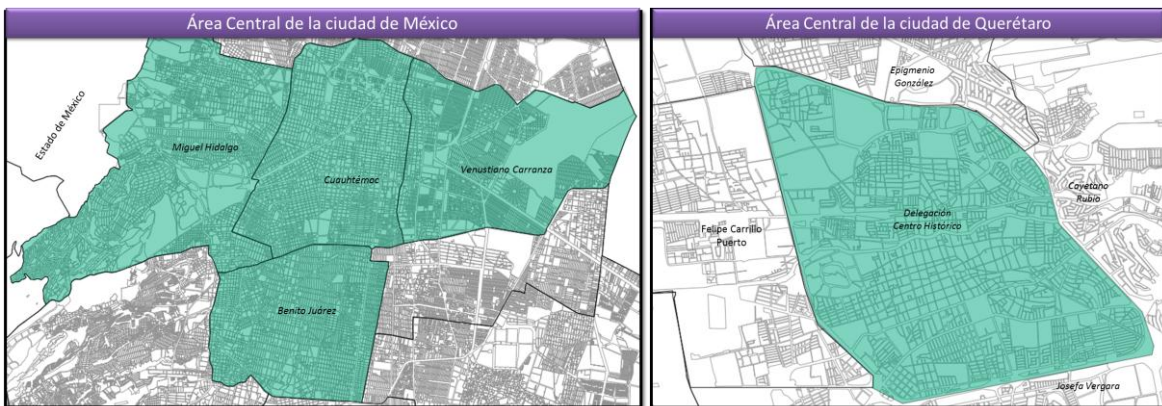 Área Central de la ciudad de México
Estado de México
Miguel Hidalgo
Cuauhtémoc
Venustiano Carranza
Benito Juárez
Área Central de la ciudad de Querétaro
Epigmenio
González
Cayetano
Rubio
Delegación
Centro Histórico
Felipe Carrillo
Puerto
Josefa Vergara